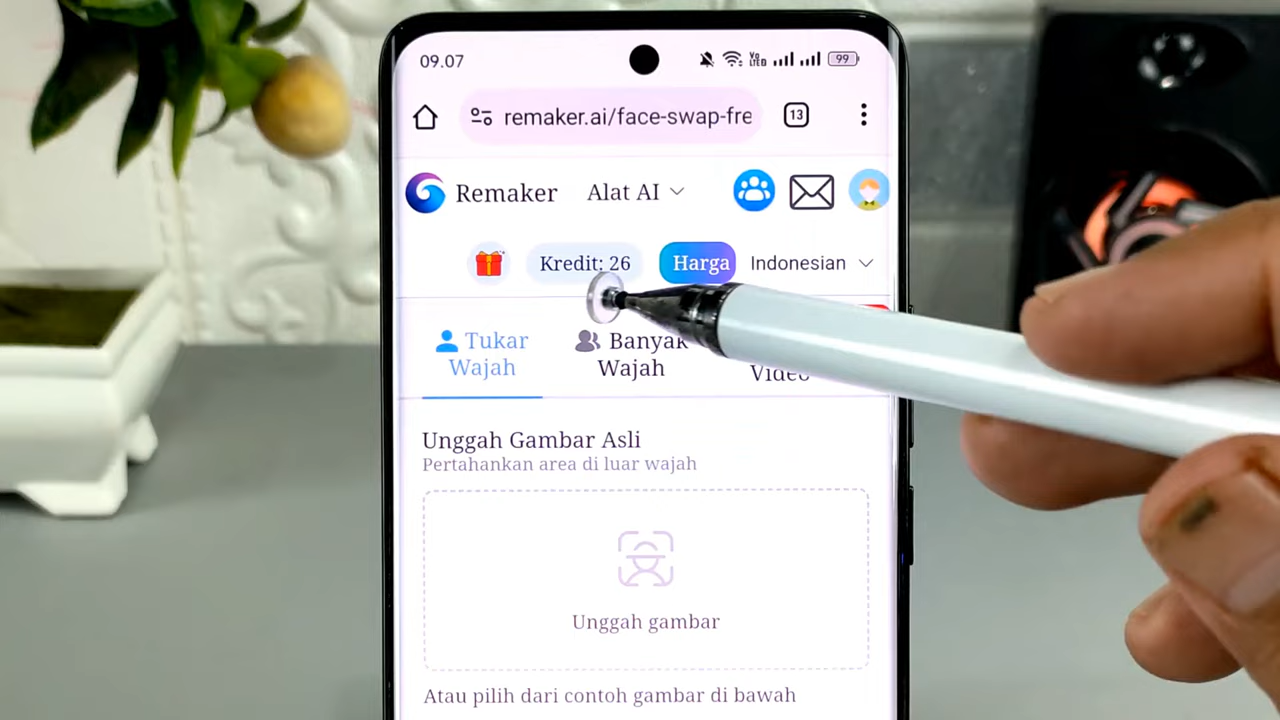 09.07
Vo
LTED
99
remaker.ai/face-swap-fre
13
Remaker Alat AI
Kredit: 26 Harga Indonesian
Tukar Wajah
Banyak Wajah
Video
Unggah Gambar Asli
Pertahankan area di luar wajah
Unggah gambar
Atau pilih dari contoh gambar di bawah